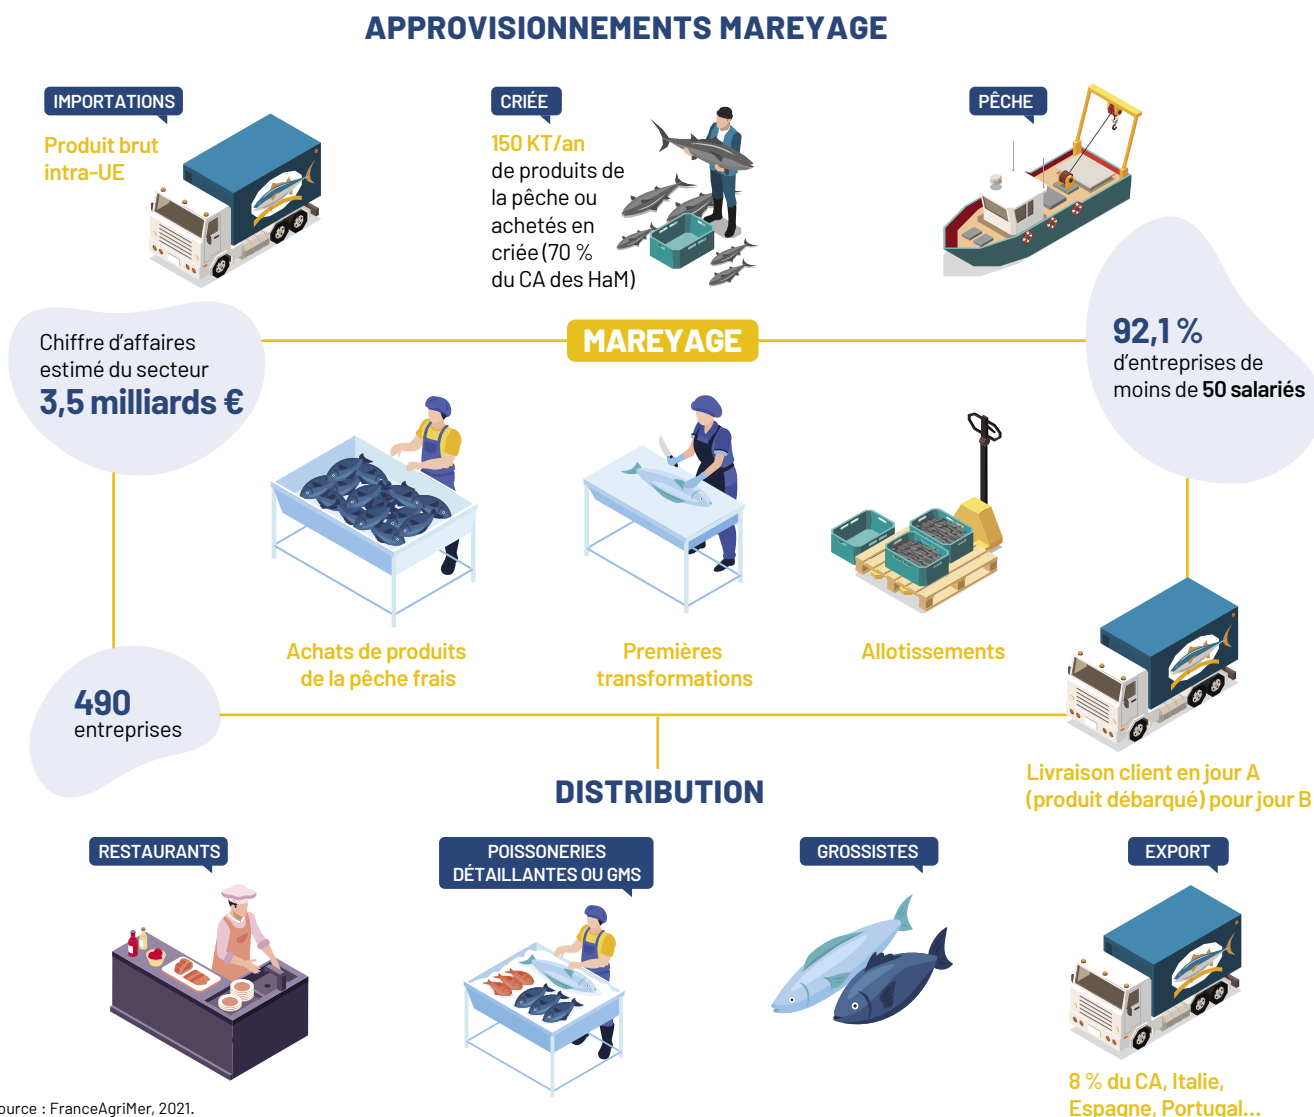 APPROVISIONNEMENTS MAREYAGE
IMPORTATIONS
Produit brut
intra-UE
CRIÉE
150 KT/an
de produits de
la pêche ou
achetés en
criée (70 %
du CA des HaM)
PÊCHE
Chiffre d'affaires
estimé du secteur
3,5 milliards €
MAREYAGE
92,1 %
d'entreprises de
moins de 50 salariés
Achats de produits
de la pêche frais
Premières
transformations
Allotissements
490
entreprises
Livraison client en jour A
(produit débarqué) pour jour B
DISTRIBUTION
RESTAURANTS
POISSONERIES
DÉTAILLANTES OU GMS
GROSSISTES
EXPORT
8 % du CA, Italie,
Espagne, Portugal...
ource : FranceAgriMer, 2021.